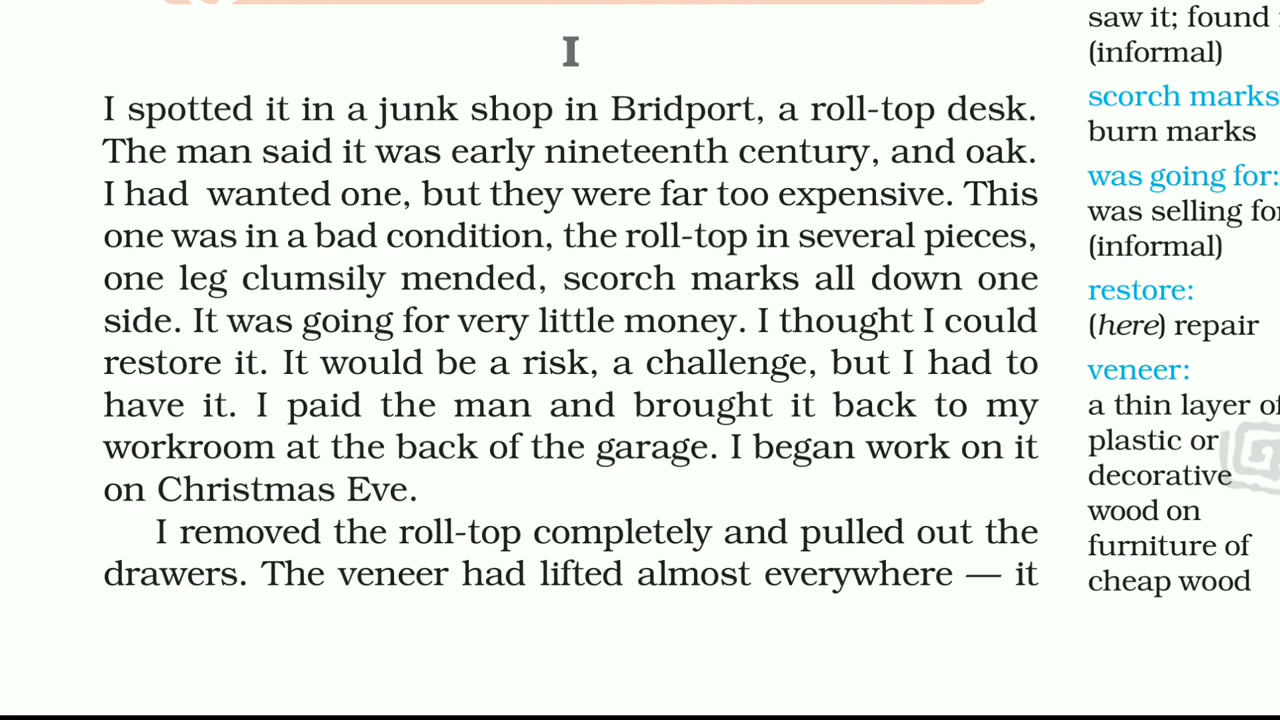 I
I spotted it in a junk shop in Bridport, a roll-top desk.
The man said it was early nineteenth century, and oak.
I had wanted one, but they were far too expensive. This
one was in a bad condition, the roll-top in several pieces,
one leg clumsily mended, scorch marks all down one
side. It was going for very little money. I thought I could
restore it. It would be a risk, a challenge, but I had to
have it. I paid the man and brought it back to my
workroom at the back of the garage. I began work on it
on Christmas Eve.
I removed the roll-top completely and pulled out the
drawers. The veneer had lifted almost everywhere — it
saw it; found
(informal)
scorch marks
burn marks
was going for:
was selling for
(informal)
restore:
(here) repair
veneer:
a thin layer of
plastic or
decorative
wood on
furniture of
cheap wood